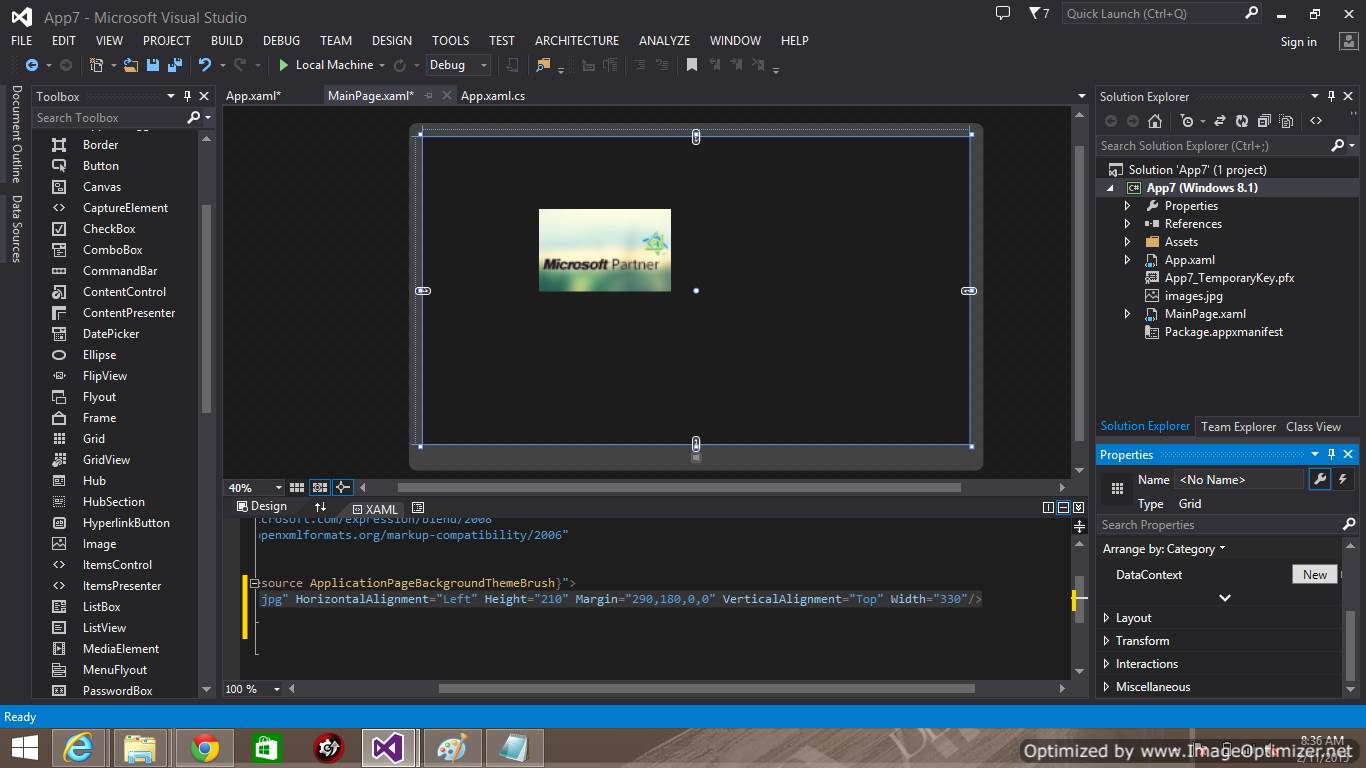 App7 - Microsoft Visual Studio
7
Quick Launch (Ctrl+Q)
FILE EDIT VIEW PROJECT BUILD DEBUG TEAM DESIGN TOOLS TEST ARCHITECTURE ANALYZE WINDOW HELP
Sign in
Local Machine Debug
Document Outline
Data Sources
Toolbox
Search Toolbox
Border
Button
Canvas
CaptureElement
CheckBox
ComboBox
CommandBar
ContentControl
ContentPresenter
DatePicker
Ellipse
FlipView
Flyout
Frame
Grid
GridView
Hub
HubSection
HyperlinkButton
Image
ItemsControl
ItemsPresenter
ListBox
ListView
MediaElement
MenuFlyout
PasswordBox
App.xaml* MainPage.xaml* App.xaml.cs
Microsoft Partner
40%
Design XAML
crosoft.com/expression/blend/2008"
openxmlformats.org/markup-compatibility/2006"
source ApplicationPageBackgroundThemeBrush}">
jpg" HorizontalAlignment="Left" Height="210" Margin="290,180,0,0" VerticalAlignment="Top" Width="330"/>
100 %
Solution Explorer
Search Solution Explorer (Ctrl+;)
Solution 'App7' (1 project)
C# App7 (Windows 8.1)
Properties
References
Assets
App.xaml
App7_TemporaryKey.pfx
images.jpg
MainPage.xaml
Package.appxmanifest
Solution Explorer Team Explorer Class View
Properties
Name <No Name>
Type Grid
Search Properties
Arrange by: Category
DataContext New
Layout
Transform
Interactions
Miscellaneous
Ready
8:36 AM
2/11/2015
Optimized by www.ImageOptimizer.net